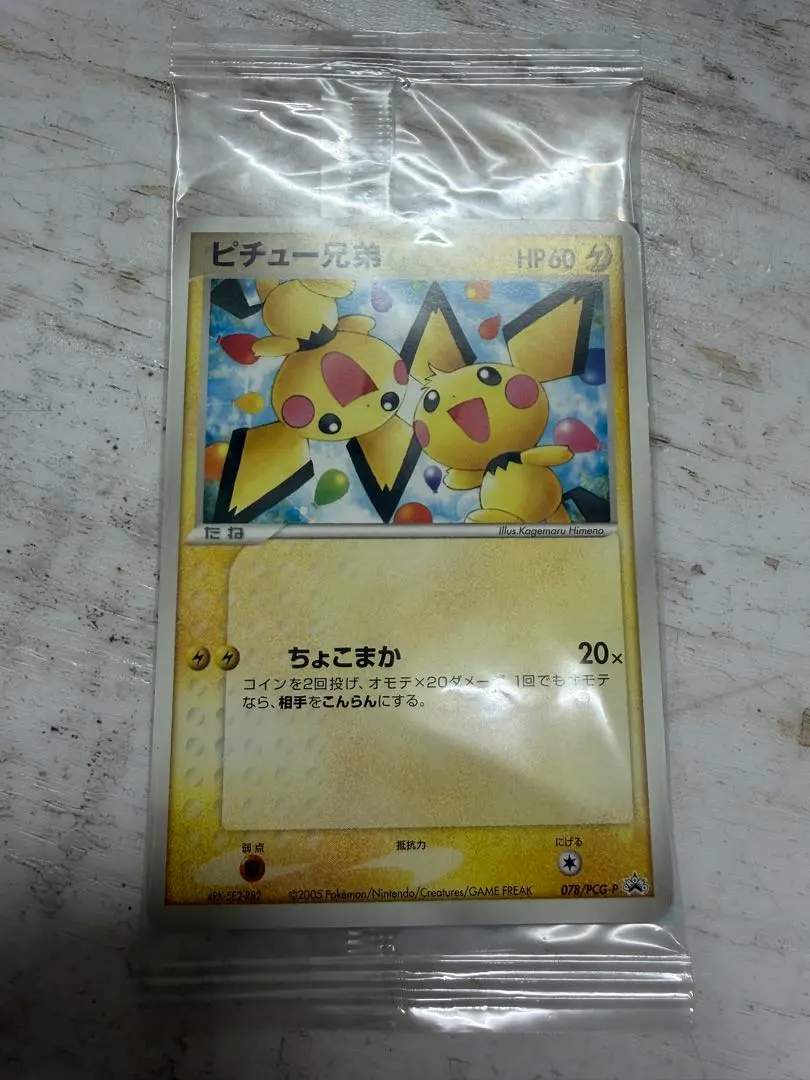 ピチュー兄弟 HP60
たね
Illus.Kagemaru Himeno
ちょこまか 20×
コインを2回投げ、オモテ×20ダメージ。1回でもオモテ
なら、相手をこんらんにする。
弱点 抵抗力 にげる
©2005 Pokémon/Nintendo/Creatures/GAME FREAK 078/PCG-P